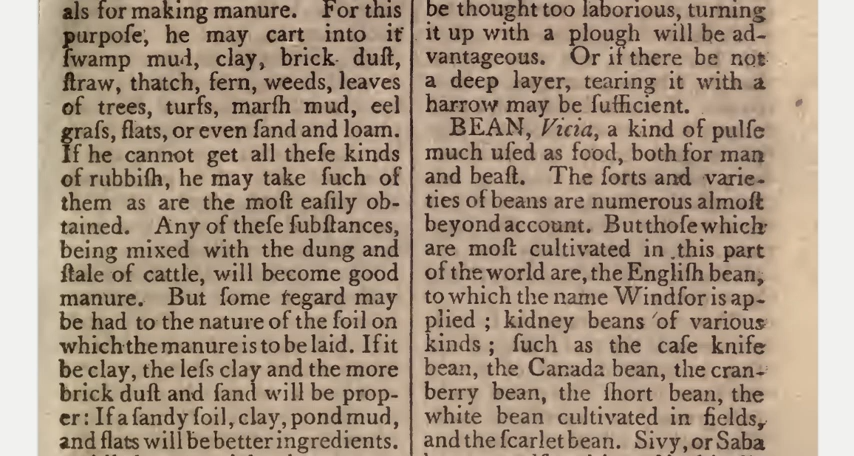 als for making manure. For this
purpoſe, he may cart into it
ſwamp mud, clay, brick duſt,
ſtraw, thatch, fern, weeds, leaves
of trees, turfs, marſh mud, eel
graſs, flats, or even ſand and loam.
If he cannot get all theſe kinds
of rubbiſh, he may take ſuch of
them as are the moſt eaſily ob-
tained. Any of theſe ſubſtances,
being mixed with the dung and
ſtale of cattle, will become good
manure. But ſome regard may
be had to the nature of the ſoil on
which the manure is to be laid. If it
be clay, the leſs clay and the more
brick duſt and ſand will be prop-
er: If a ſandy ſoil, clay, pond mud,
and flats will be better ingredients.
be thought too laborious, turning
it up with a plough will be ad-
vantageous. Or if there be not
a deep layer, tearing it with a
harrow may be ſufficient.
BEAN, Vicia, a kind of pulſe
much uſed as food, both for man
and beaſt. The ſorts and varie-
ties of beans are numerous almoſt
beyond account. But thoſe which
are moſt cultivated in this part
of the world are, the Engliſh bean,
to which the name Windſor is ap-
plied; kidney beans of various
kinds; ſuch as the caſe knife
bean, the Canada bean, the cran-
berry bean, the ſhort bean, the
white bean cultivated in fields,
and the ſcarlet bean. Sivy, or Saba